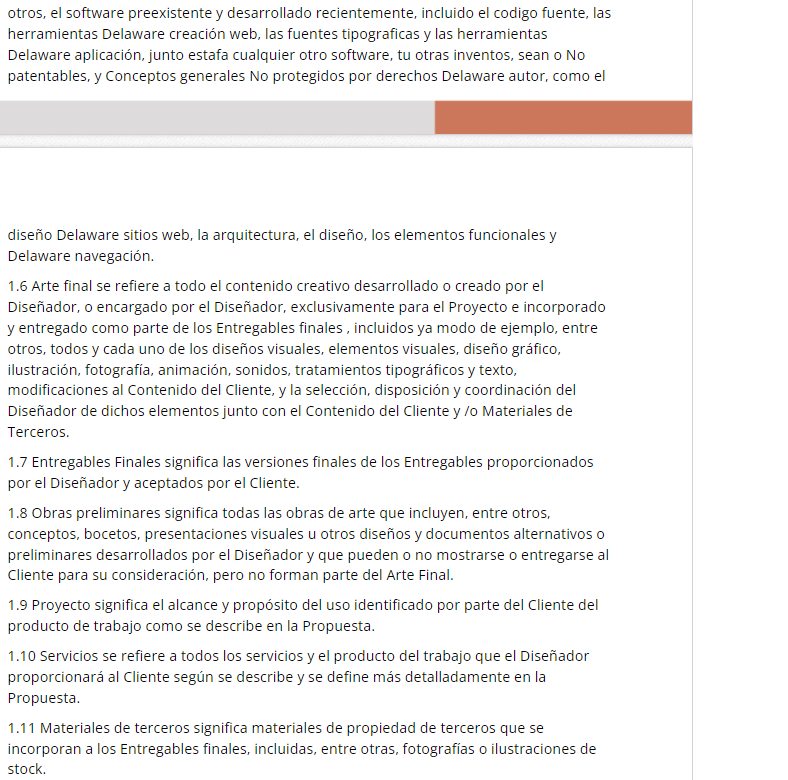 otros, el software preexistente y desarrollado recientemente, incluido el codigo fuente, las
herramientas Delaware creación web, las fuentes tipograficas y las herramientas
Delaware aplicación, junto estafa cualquier otro software, tu otras inventos, sean o No
patentables, y Conceptos generales No protegidos por derechos Delaware autor, como el
diseño Delaware sitios web, la arquitectura, el diseño, los elementos funcionales y
Delaware navegación.
1.6 Arte final se refiere a todo el contenido creativo desarrollado o creado por el
Diseñador, o encargado por el Diseñador, exclusivamente para el Proyecto e incorporado
y entregado como parte de los Entregables finales , incluidos ya modo de ejemplo, entre
otros, todos y cada uno de los diseños visuales, elementos visuales, diseño gráfico,
ilustración, fotografía, animación, sonidos, tratamientos tipográficos y texto,
modificaciones al Contenido del Cliente, y la selección, disposición y coordinación del
Diseñador de dichos elementos junto con el Contenido del Cliente y /o Materiales de
Terceros.
1.7 Entregables Finales significa las versiones finales de los Entregables proporcionados
por el Diseñador y aceptados por el Cliente.
1.8 Obras preliminares significa todas las obras de arte que incluyen, entre otros,
conceptos, bocetos, presentaciones visuales u otros diseños y documentos alternativos o
preliminares desarrollados por el Diseñador y que pueden o no mostrarse o entregarse al
Cliente para su consideración, pero no forman parte del Arte Final.
1.9 Proyecto significa el alcance y propósito del uso identificado por parte del Cliente del
producto de trabajo como se describe en la Propuesta.
1.10 Servicios se refiere a todos los servicios y el producto del trabajo que el Diseñador
proporcionará al Cliente según se describe y se define más detalladamente en la
Propuesta.
1.11 Materiales de terceros significa materiales de propiedad de terceros que se
incorporan a los Entregables finales, incluidas, entre otras, fotografías o ilustraciones de
stock.